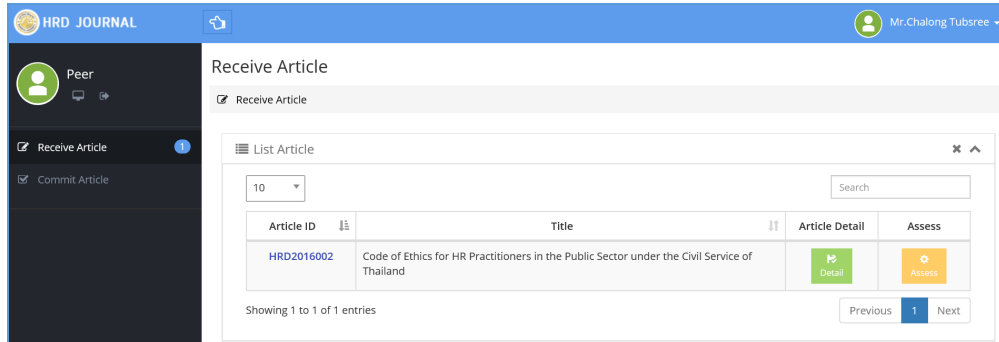 HRD JOURNAL
Mr.Chalong Tubsree
Peer
Receive Article
Receive Article
Receive Article 1
Commit Article
List Article
10
Search
Article ID Title Article Detail Assess
HRD2016002 Code of Ethics for HR Practitioners in the Public Sector under the Civil Service of
Thailand
Detail Assess
Showing 1 to 1 of 1 entries
Previous 1 Next